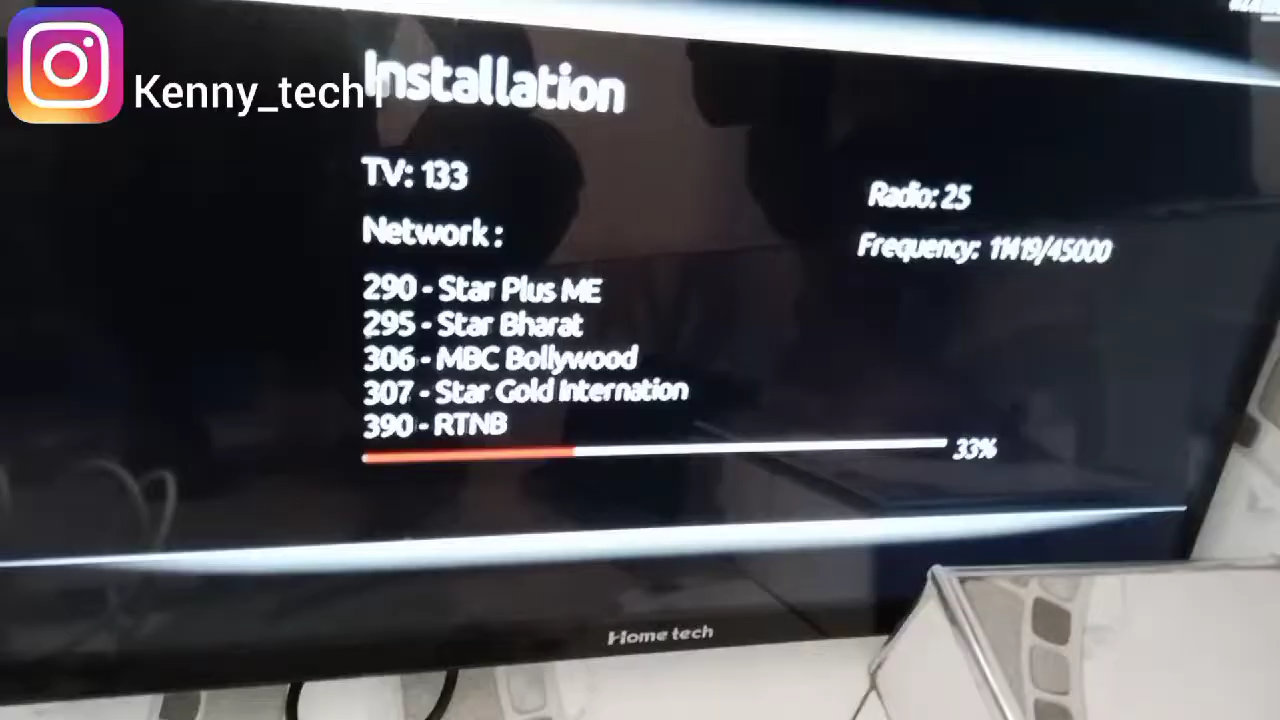 Kenny_tech1
Installation
TV: 133
Radio: 25
Network :
Frequency: 11419/45000
290 - Star Plus ME
295 - Star Bharat
306 - MBC Bollywood
307 - Star Gold Internation
390 - RTNB
33%
Home tech